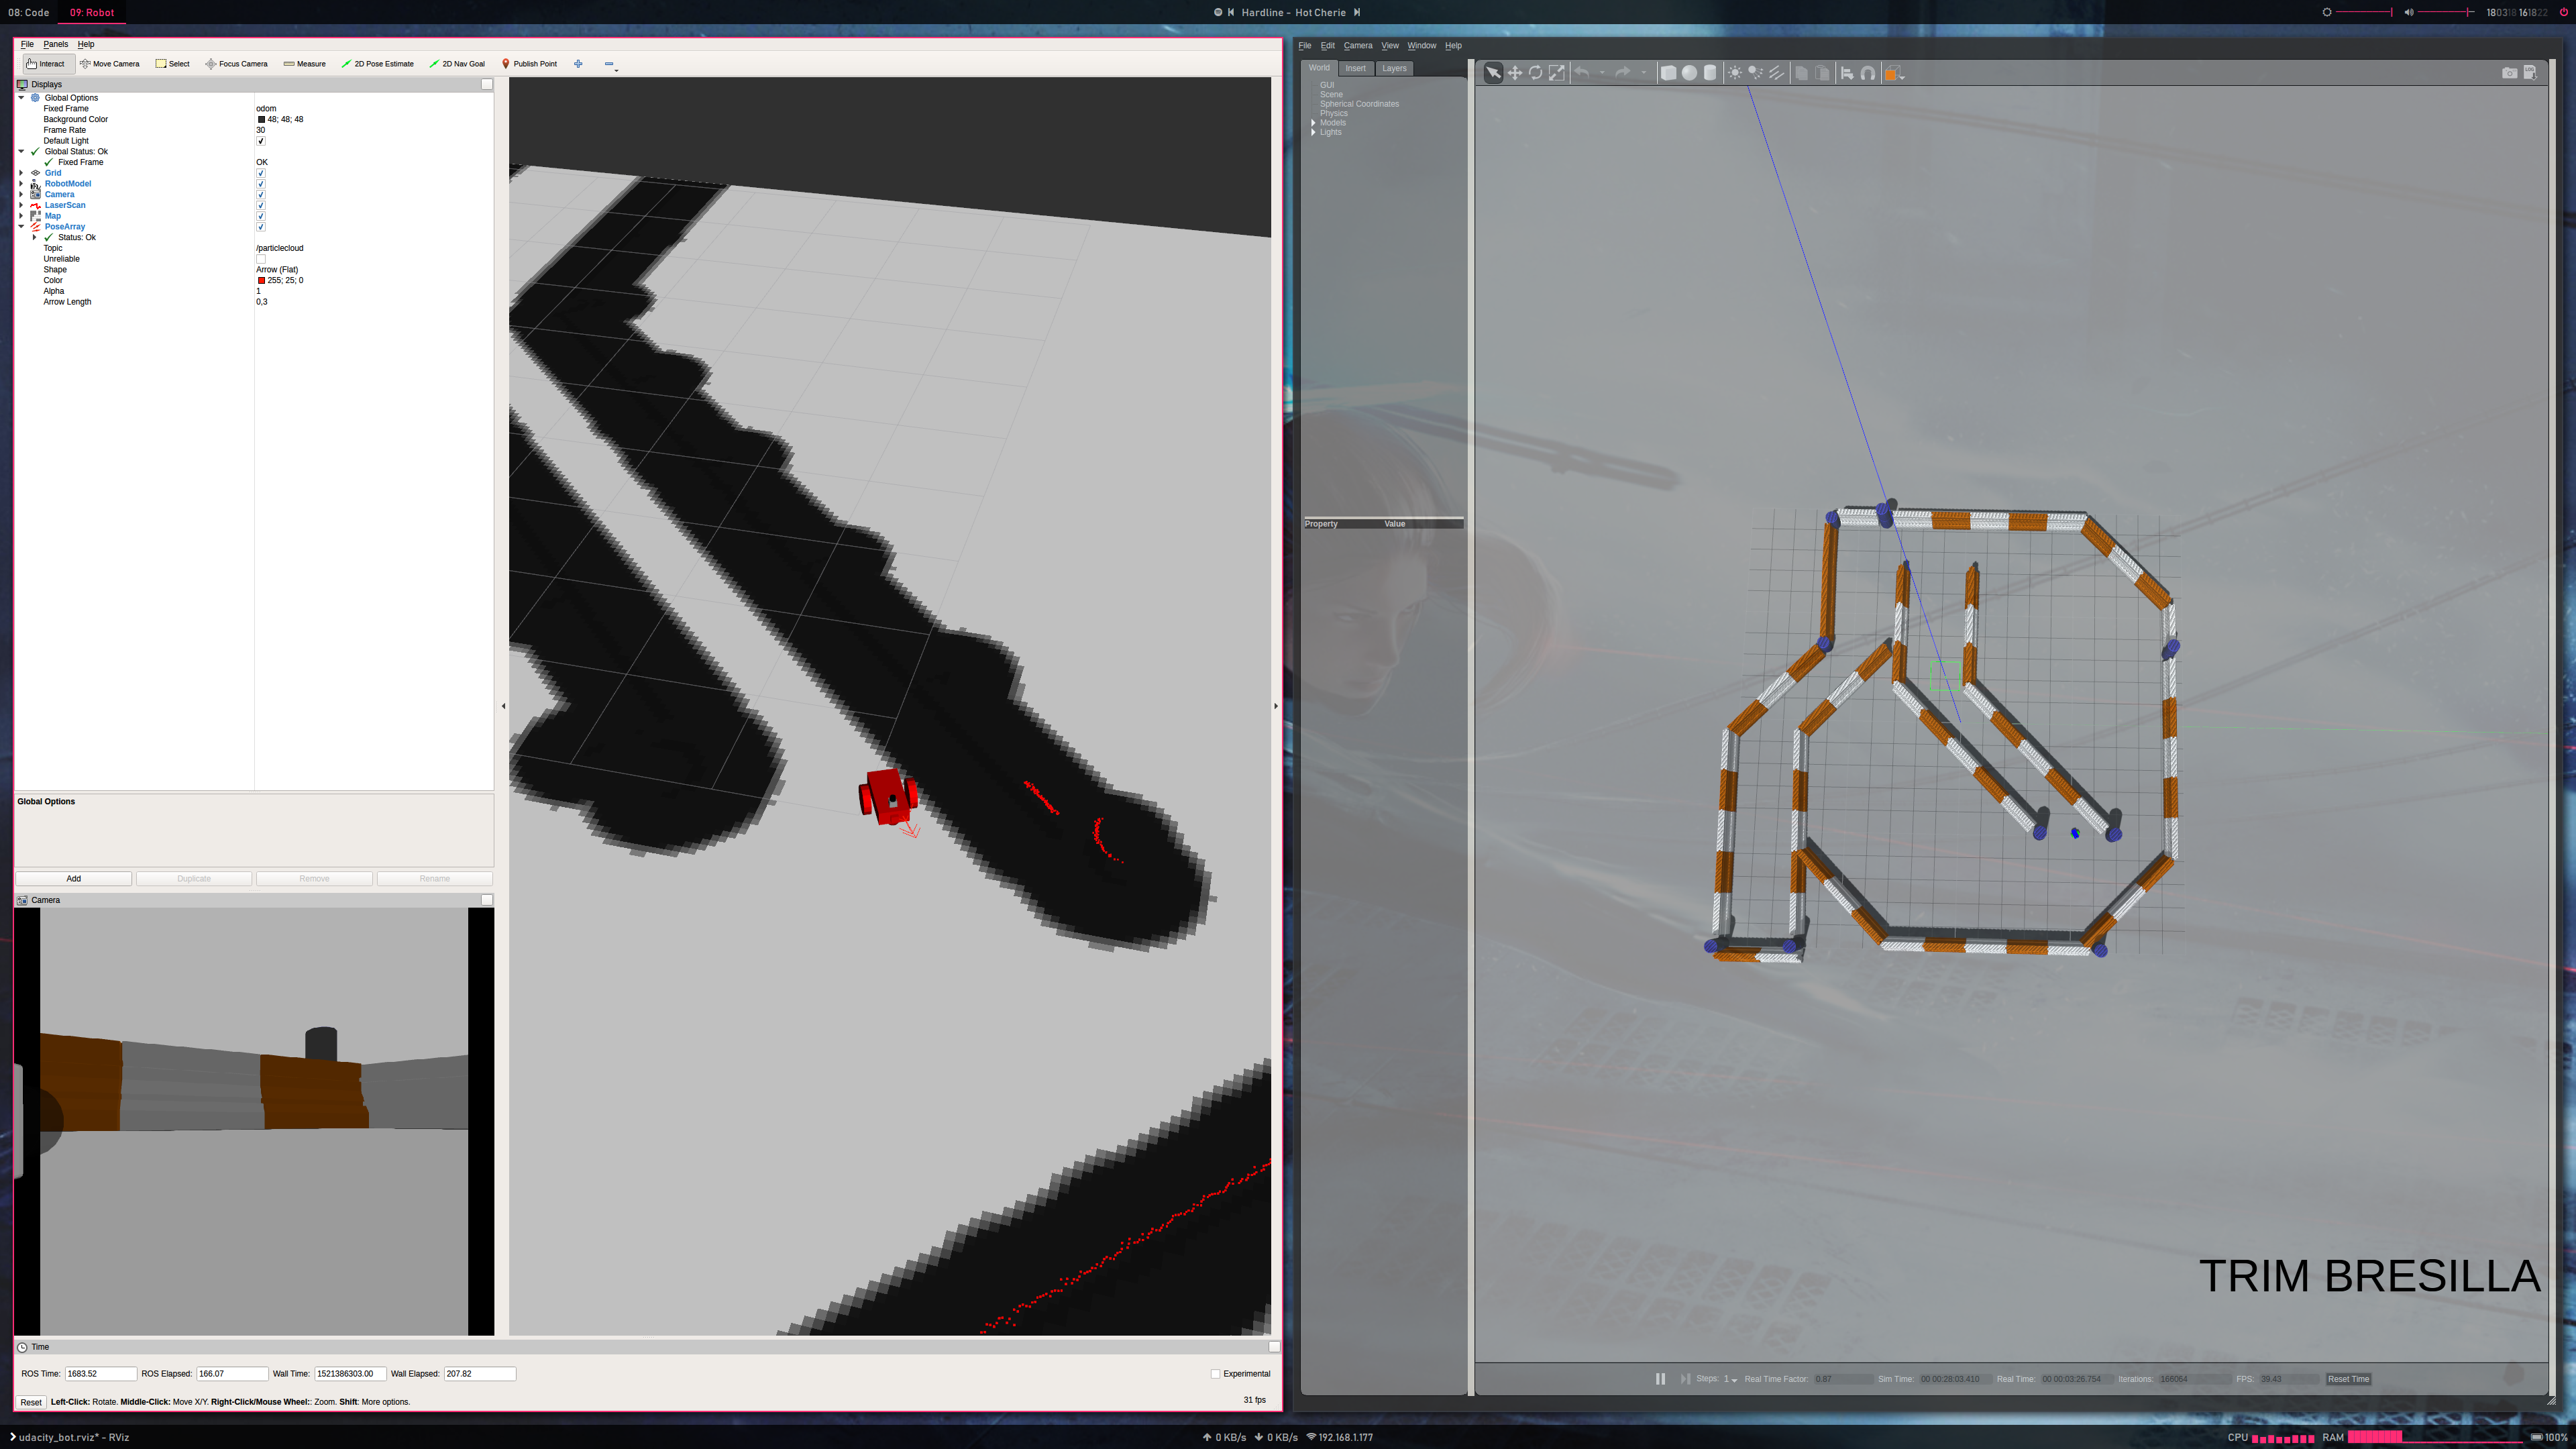 08: Code 09: Robot
Hardline - Hot Cherie
180318 161822
File Panels Help
Interact Move Camera Select Focus Camera Measure 2D Pose Estimate 2D Nav Goal Publish Point
Displays
Global Options
Fixed Frame odom
Background Color 48; 48; 48
Frame Rate 30
Default Light
Global Status: Ok
Fixed Frame OK
Grid
RobotModel
Camera
LaserScan
Map
PoseArray
Status: Ok
Topic /particlecloud
Unreliable
Shape Arrow (Flat)
Color 255; 25; 0
Alpha 1
Arrow Length 0,3
Global Options
Add Duplicate Remove Rename
Camera
Time
ROS Time: 1683.52 ROS Elapsed: 166.07 Wall Time: 1521386303.00 Wall Elapsed: 207.82 Experimental
Reset Left-Click: Rotate. Middle-Click: Move X/Y. Right-Click/Mouse Wheel:: Zoom. Shift: More options. 31 fps
File Edit Camera View Window Help
World Insert Layers
GUI
Scene
Spherical Coordinates
Physics
Models
Lights
Property Value
TRIM BRESILLA
Steps: 1 Real Time Factor: 0.87 Sim Time: 00 00:28:03.410 Real Time: 00 00:03:26.754 Iterations: 168064 FPS: 39.43 Reset Time
udacity_bot.rviz* - RViz
0 KB/s 0 KB/s 192.168.1.177
CPU RAM 100%